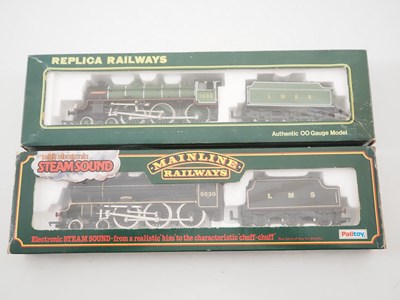 REPLICA RAILWAYS
L N E R
Authentic OO Gauge Model
STEAMSOUND
MAINLINE
RAILWAYS
L M S
Palitoy
Electronic STEAM SOUND-from a realistic 'hiss' to the characteristic 'chuff-chuff'